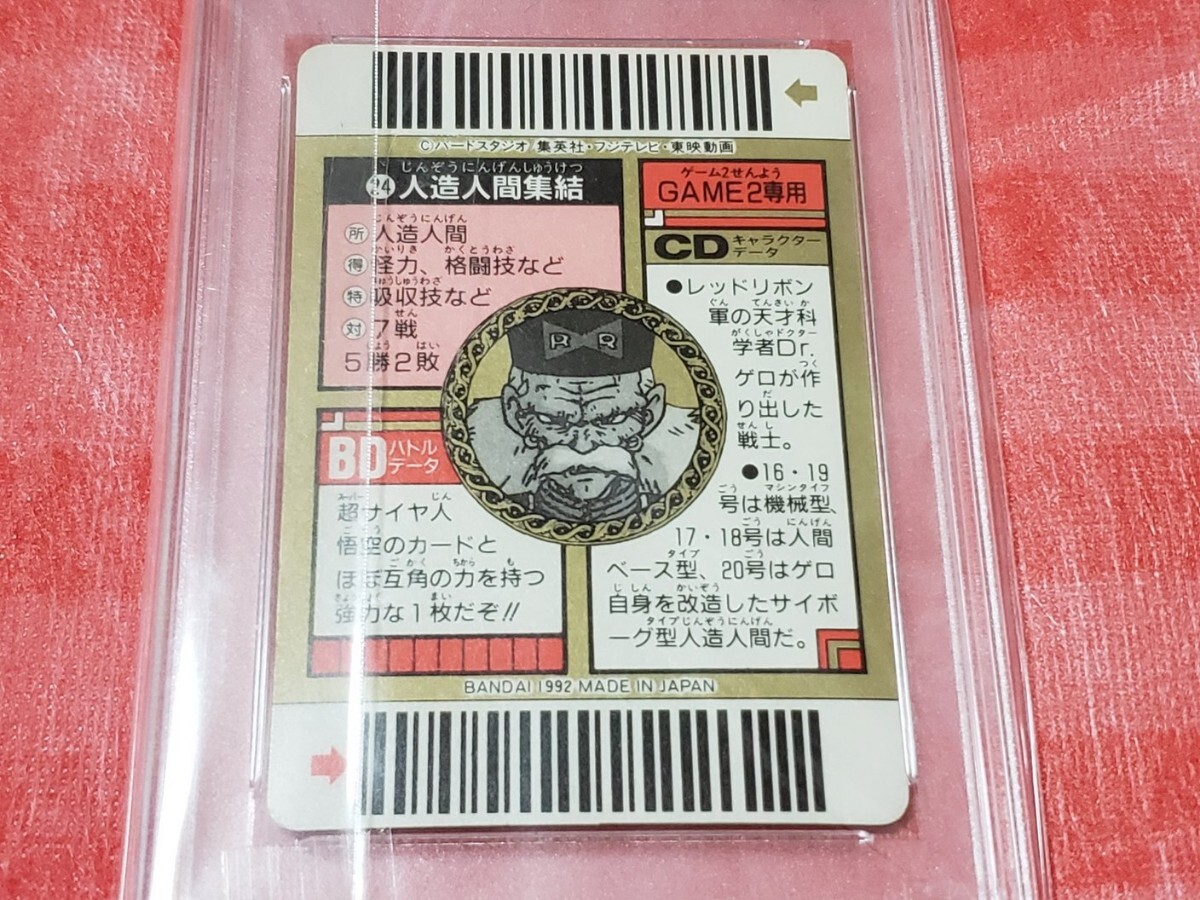 ©バードスタジオ 集英社・フジテレビ・東映動画
じんぞうにんげんしゅうけつ
24 人造人間集結
じんぞうにんげん
所 人造人間
かいりき かくとうわざ
得 怪力、格闘技など
きゅうしゅうわざ
特 吸収技など
せん
対 7戦
しょう はい
5勝2敗
BD バトル
データ
スーパー じん
超サイヤ人
ごくう
悟空のカードと
ごかく ちから も
ほぼ互角の力を持つ
きょうりょく まい
強力な1枚だぞ!!
R R
ゲーム2せんよう
GAME2専用
CD キャラクター
データ
●レッドリボン
ぐん てんさいか
軍の天才科
がくしゃドクター
学者Dr.
つく
ゲロが作
だ
り出した
せんし
戦士。
●16・19
ごう マシンタイプ
号は機械型、
ごう にんげん
17・18号は人間
タイプ ごう
ベース型、20号はゲロ
じしん かいぞう
自身を改造したサイボ
タイプじんぞうにんげん
ーグ型人造人間だ。
BANDAI 1992 MADE IN JAPAN